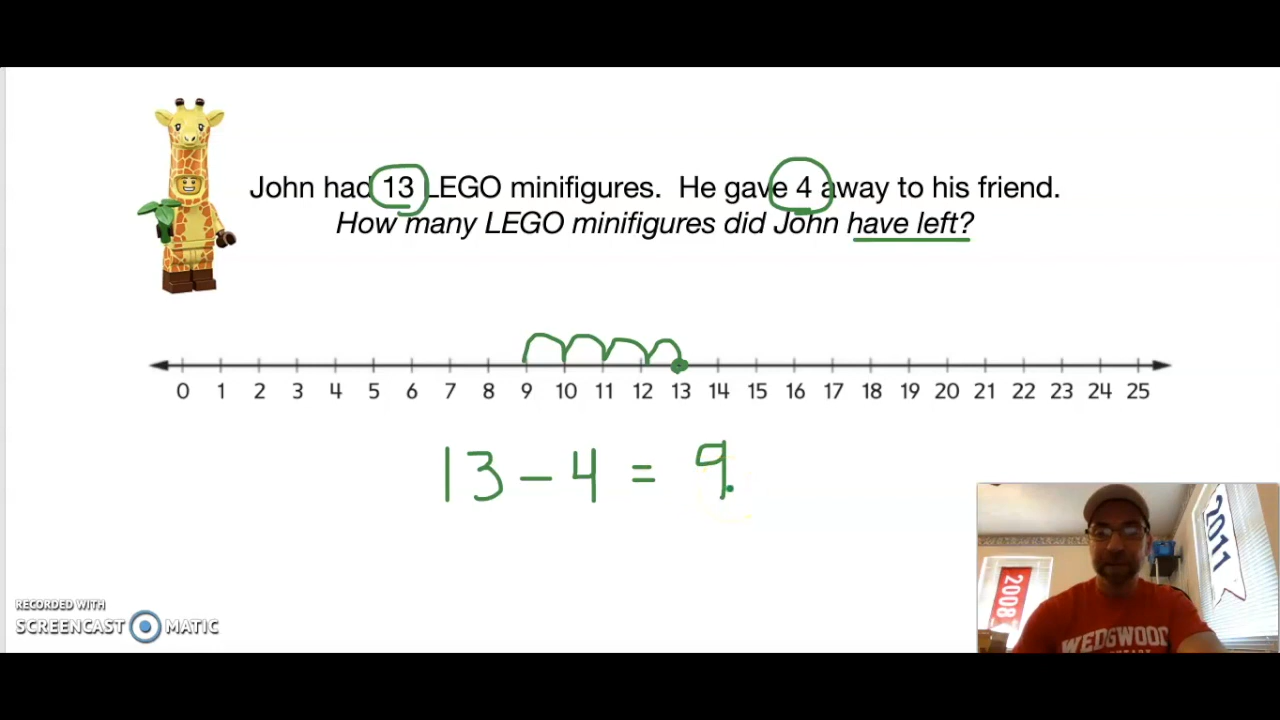 John had 13 LEGO minifigures. He gave 4 away to his friend.
How many LEGO minifigures did John have left?
0 1 2 3 4 5 6 7 8 9 10 11 12 13 14 15 16 17 18 19 20 21 22 23 24 25
13 - 4 = 9
2011
2008
WEDGWOOD
RECORDED WITH
SCREENCAST MATIC